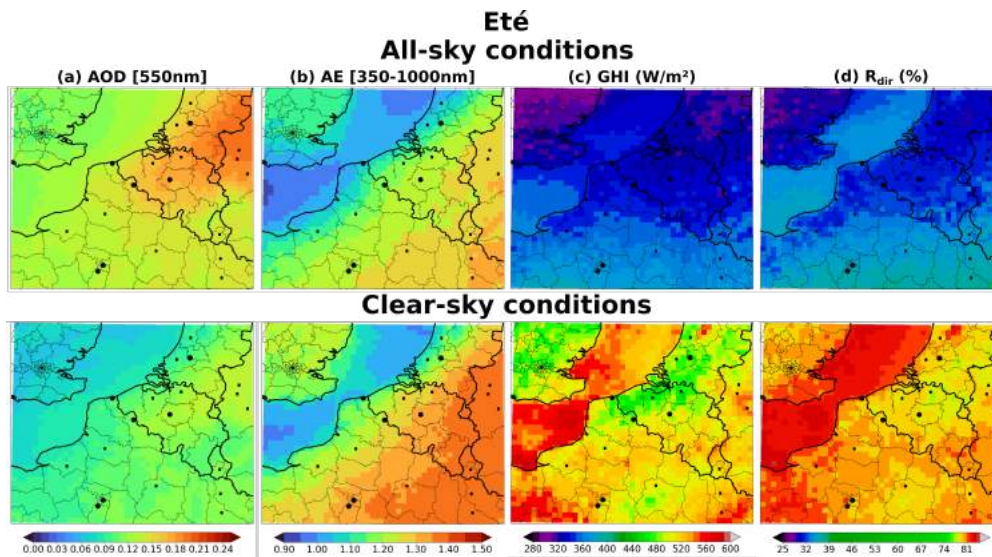 Eté
All-sky conditions
(a) AOD [550nm] (b) AE [350-1000nm] (c) GHI (W/m²) (d) R_dir (%)
Clear-sky conditions
0.00 0.03 0.06 0.09 0.12 0.15 0.18 0.21 0.24 0.90 1.00 1.10 1.20 1.30 1.40 1.50 280 320 360 400 440 480 520 560 600 25 32 39 46 53 60 67 74 81